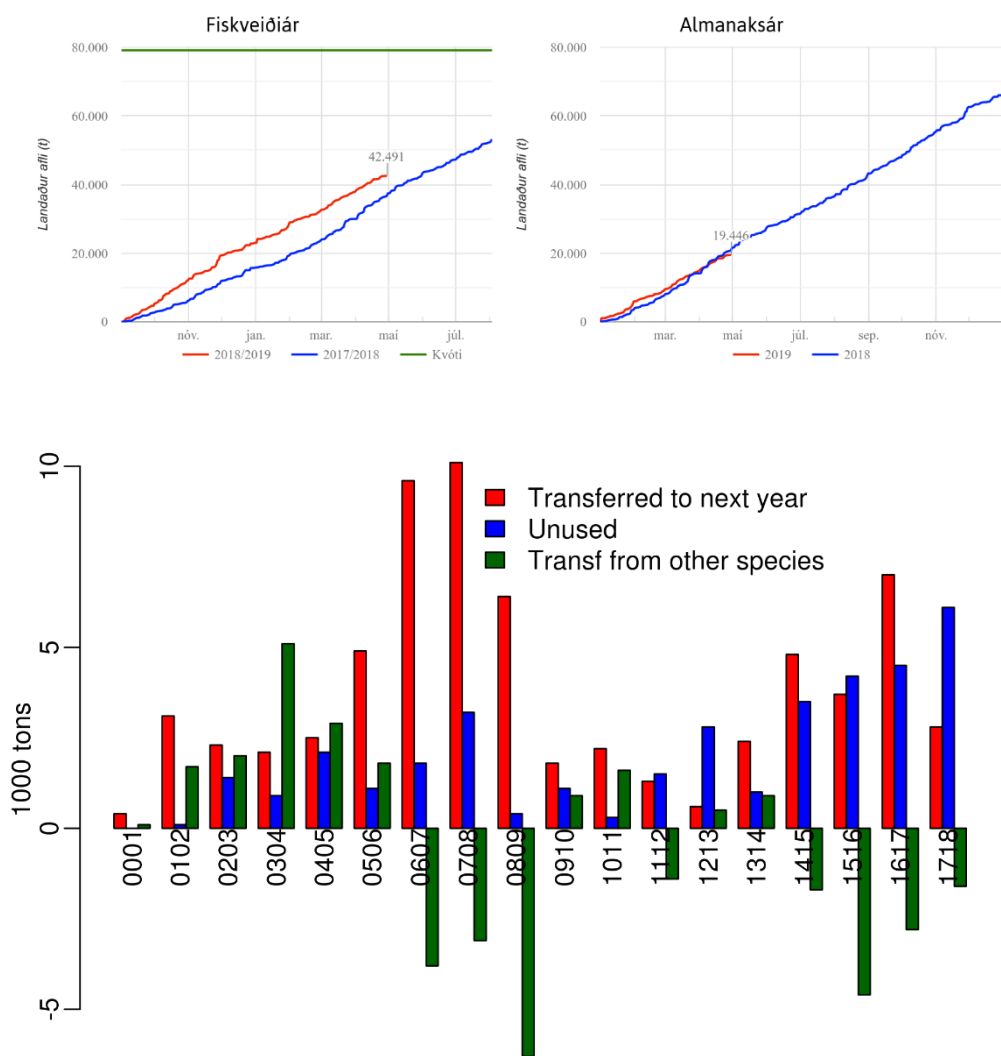 Fiskveiðiár
80.000
60.000
40.000
20.000
0
Landaður afli (t)
42.491
nóv. jan. mar. maí júl.
2018/2019 2017/2018 Kvóti
Almanaksár
80.000
60.000
40.000
20.000
0
Landaður afli (t)
19.446
mar. maí júl. sep. nóv.
2019 2018
1000 tons
10
5
0
-5
Transferred to next year
Unused
Transf from other species
0001 0102 0203 0304 0405 0506 0607 0708 0809 0910 1011 1112 1213 1314 1415 1516 1617 1718